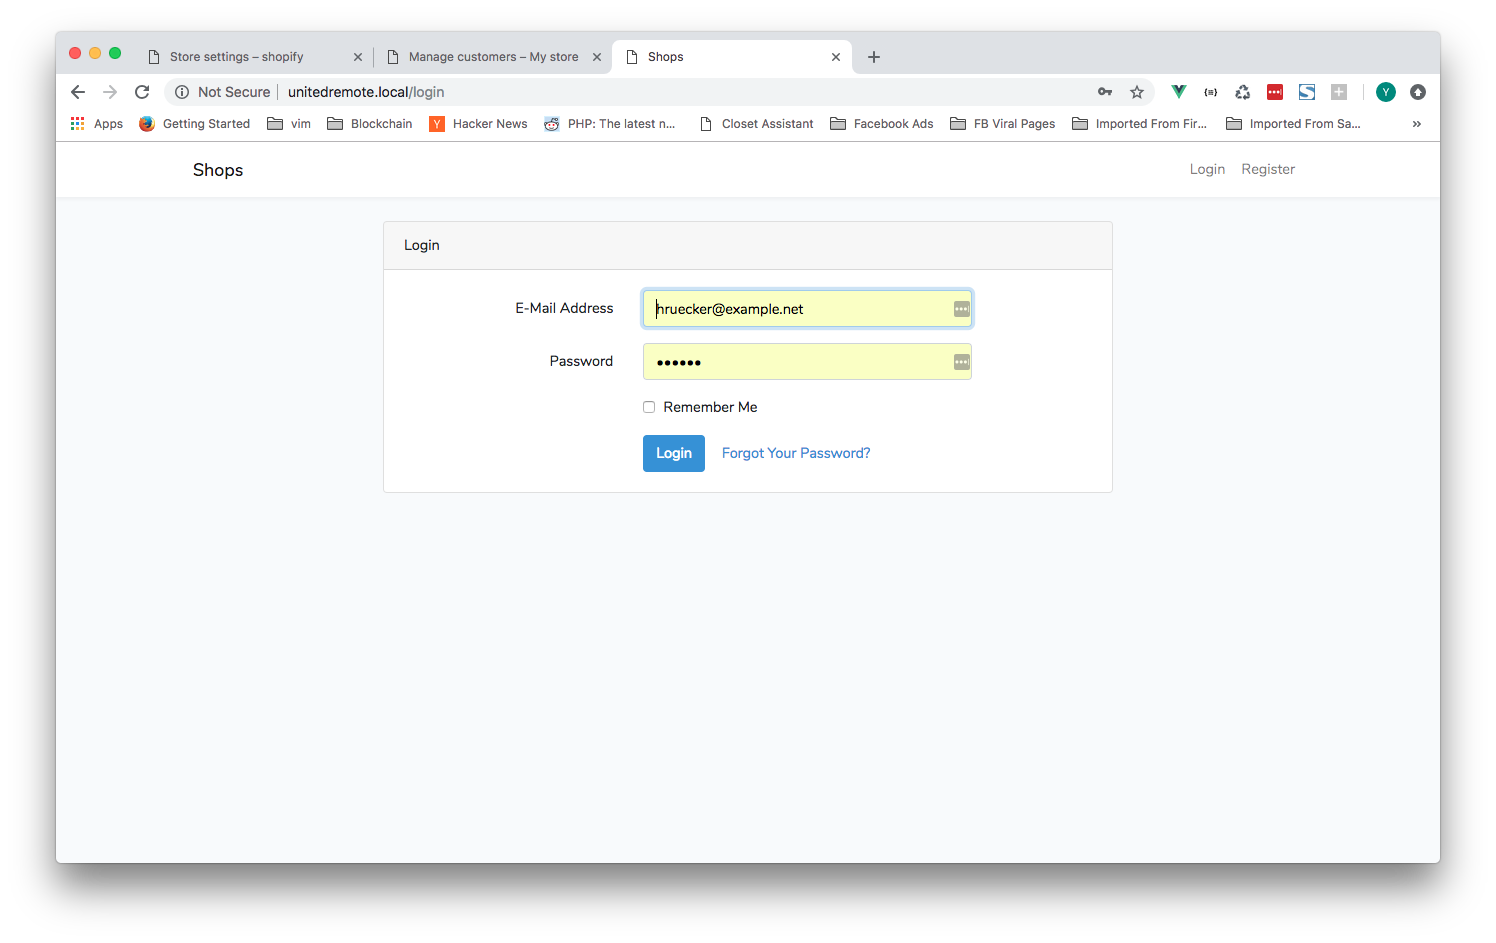 Store settings – shopify
Manage customers – My store
Shops
Not Secure
unitedremote.local/login
Y
Apps
Getting Started
vim
Blockchain
Y
Hacker News
PHP: The latest n...
Closet Assistant
Facebook Ads
FB Viral Pages
Imported From Fir...
Imported From Sa...
»
Shops
Login
Register
Login
E-Mail Address
hruecker@example.net
Password
••••••
Remember Me
Login
Forgot Your Password?